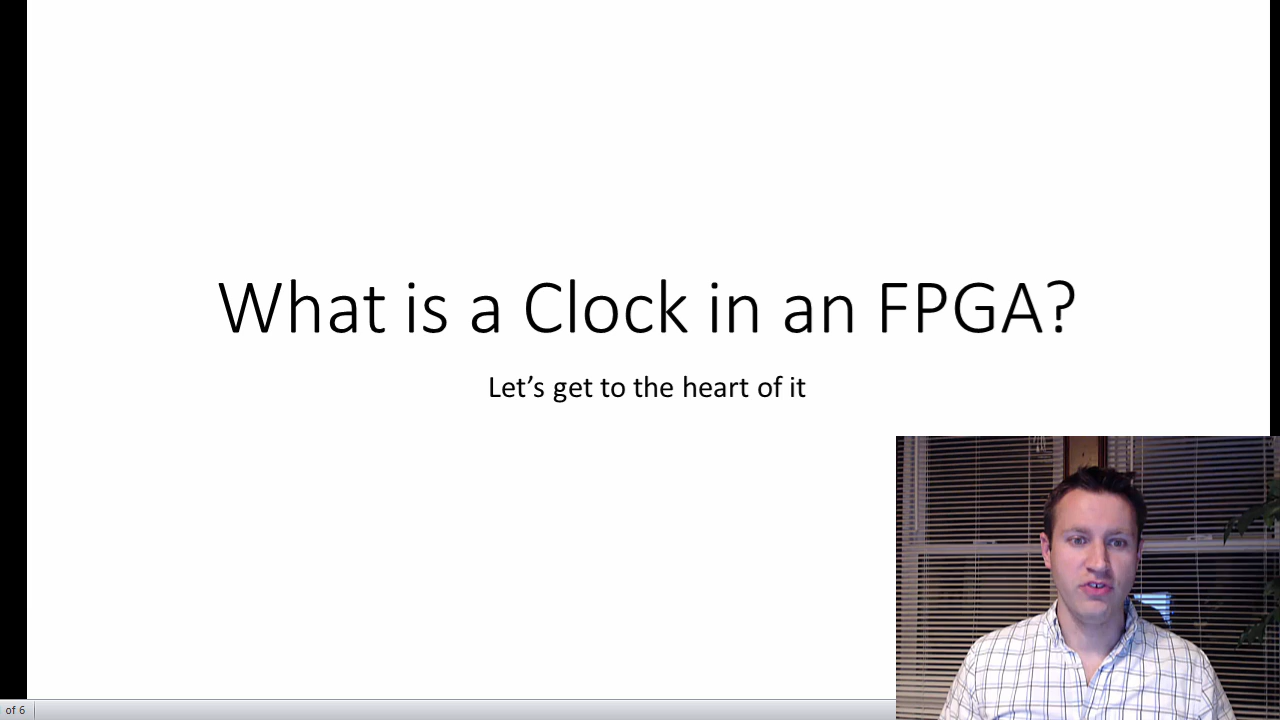 What is a Clock in an FPGA?
Let’s get to the heart of it
of 6